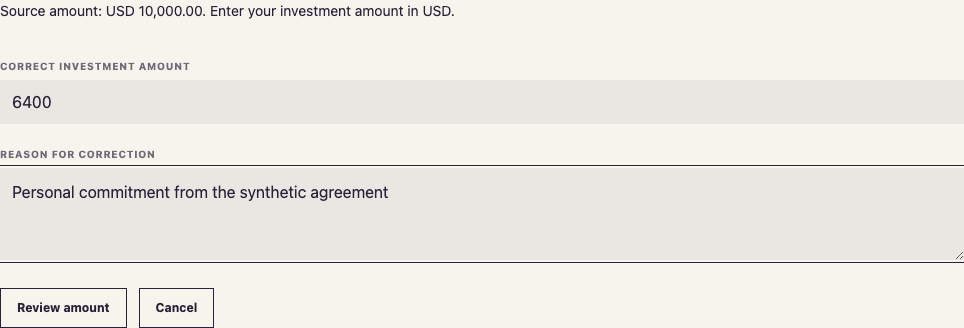 Source amount: USD 10,000.00. Enter your investment amount in USD.
CORRECT INVESTMENT AMOUNT
6400
REASON FOR CORRECTION
Personal commitment from the synthetic agreement
Review amount
Cancel